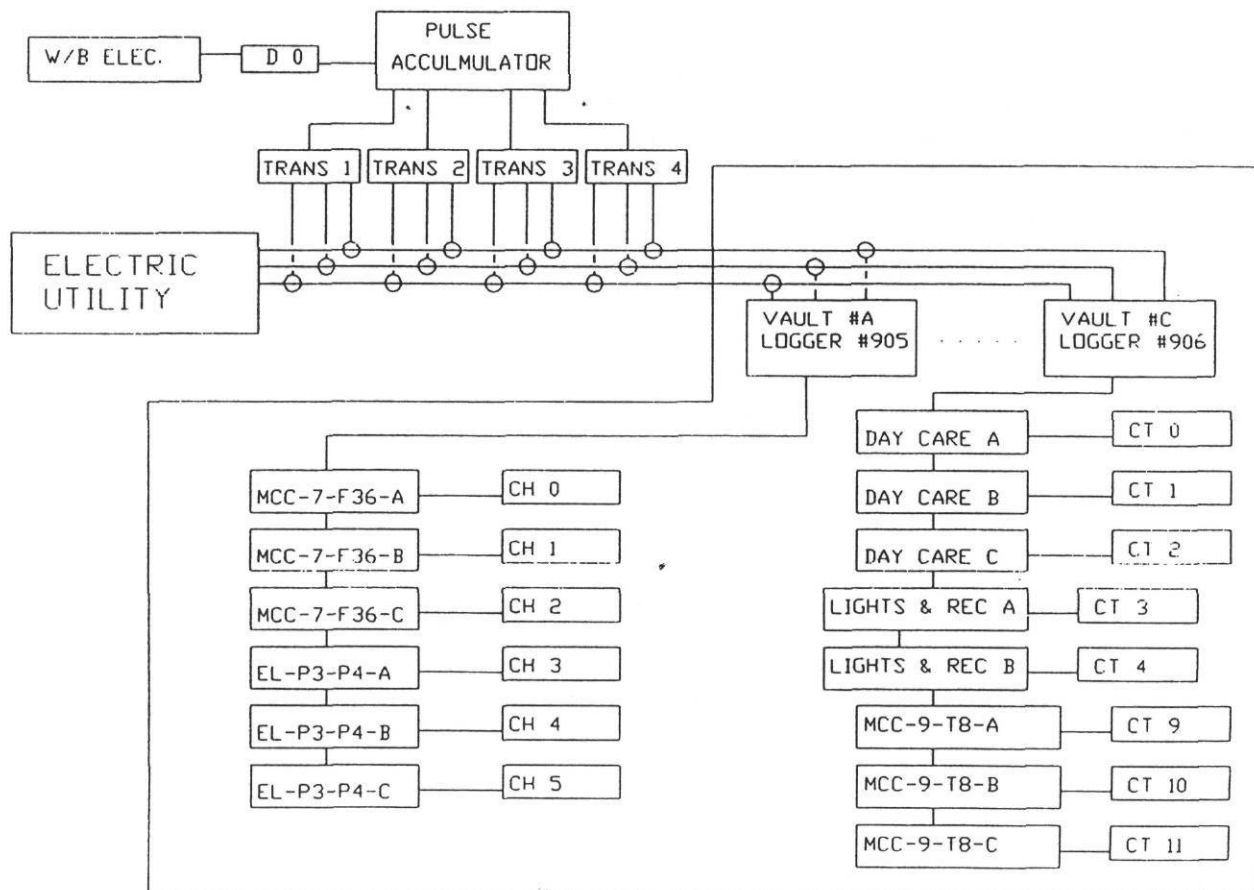 PULSE
ACCULMULATOR
W/B ELEC.
D 0
TRANS 1
TRANS 2
TRANS 3
TRANS 4
ELECTRIC
UTILITY
VAULT #A
LOGGER #905
VAULT #C
LOGGER #906
DAY CARE A
CT 0
DAY CARE B
CT 1
DAY CARE C
CT 2
LIGHTS & REC A
CT 3
LIGHTS & REC B
CT 4
MCC-9-T8-A
CT 9
MCC-9-T8-B
CT 10
MCC-9-T8-C
CT 11
MCC-7-F36-A
CH 0
MCC-7-F36-B
CH 1
MCC-7-F36-C
CH 2
EL-P3-P4-A
CH 3
EL-P3-P4-B
CH 4
EL-P3-P4-C
CH 5